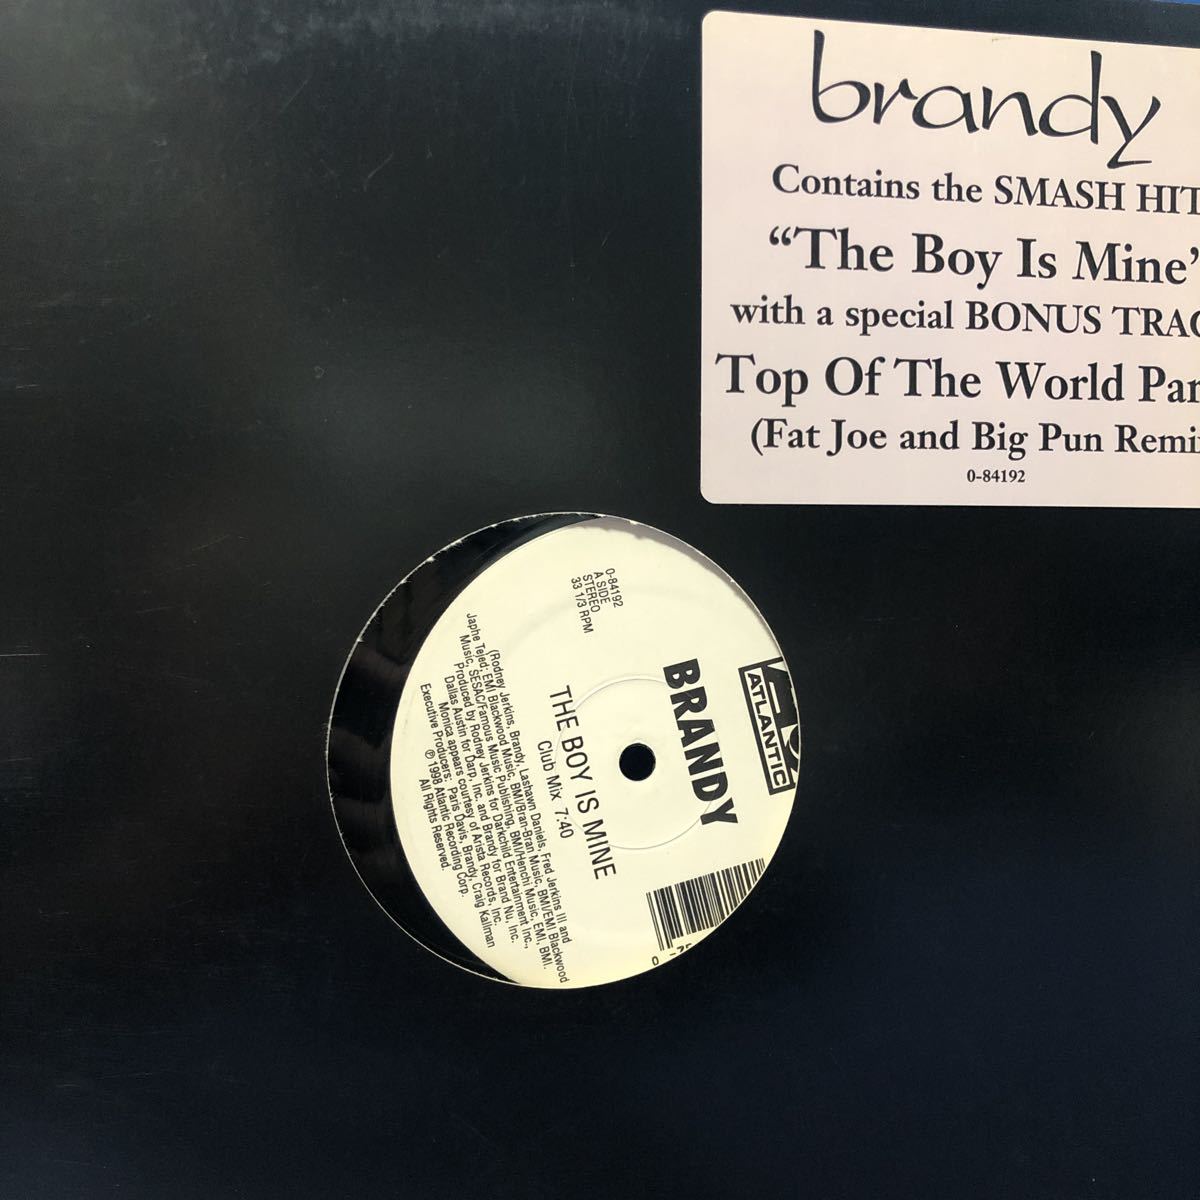 brandy
Contains the SMASH HIT
“The Boy Is Mine”
with a special BONUS TRAC
Top Of The World Par
(Fat Joe and Big Pun Remi
0-84192
ATLANTIC
BRANDY
0-84192
A SIDE
STEREO
33 1/3 RPM
THE BOY IS MINE
Club Mix 7:40
(Rodney Jerkins, Brandy, Lashawn Daniels, Fred Jerkins III and
Japhe Tejed: EMI Blackwood Music, BMI/Bran-Bran Music, BMI/EMI Blackwood
Music, SESAC/Famous Music Publishing, BMI/Henchi Music, EMI, BMI.
Produced by Rodney Jerkins for Darkchild Entertainment Inc.,
Dallas Austin for Darp, Inc. and Brandy for Brand Nu, Inc.
Monica appears courtesy of Arista Records, Inc.
Executive Producers: Paris Davis, Brandy, Craig Kallman
℗ 1998 Atlantic Recording Corp.
All Rights Reserved.
0